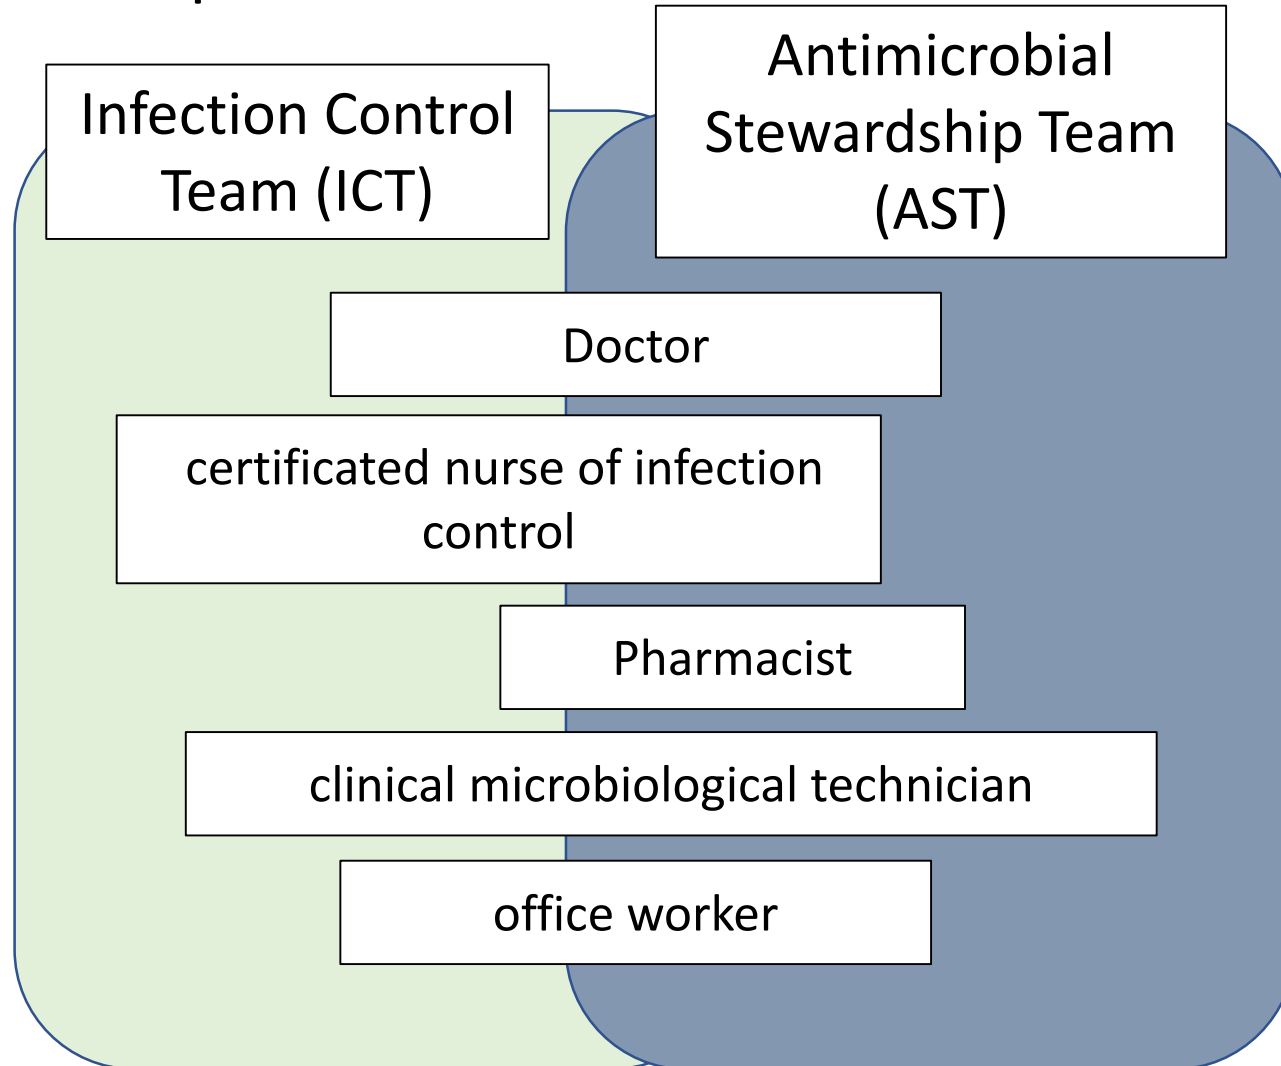 Infection Control
Team (ICT)
Antimicrobial
Stewardship Team
(AST)
Doctor
certificated nurse of infection
control
Pharmacist
clinical microbiological technician
office worker